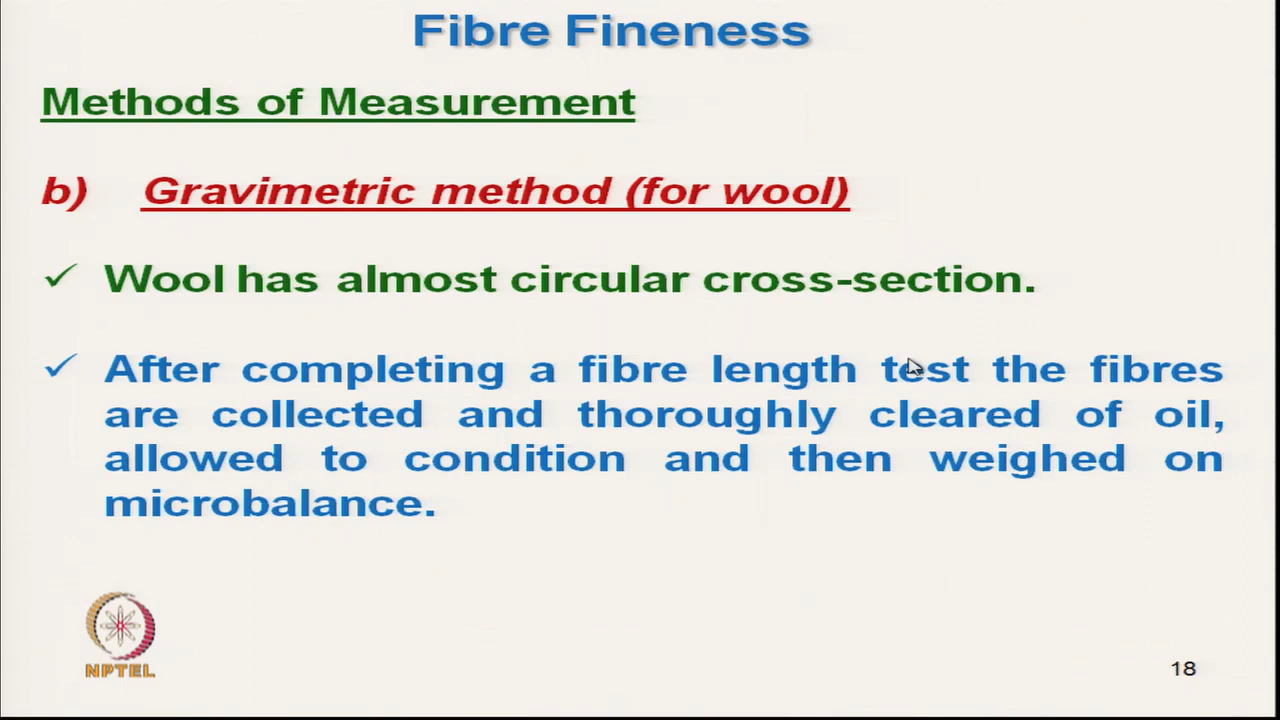 Fibre Fineness
Methods of Measurement
b) Gravimetric method (for wool)
✓ Wool has almost circular cross-section.
✓ After completing a fibre length test the fibres
are collected and thoroughly cleared of oil,
allowed to condition and then weighed on
microbalance.
NPTEL
18